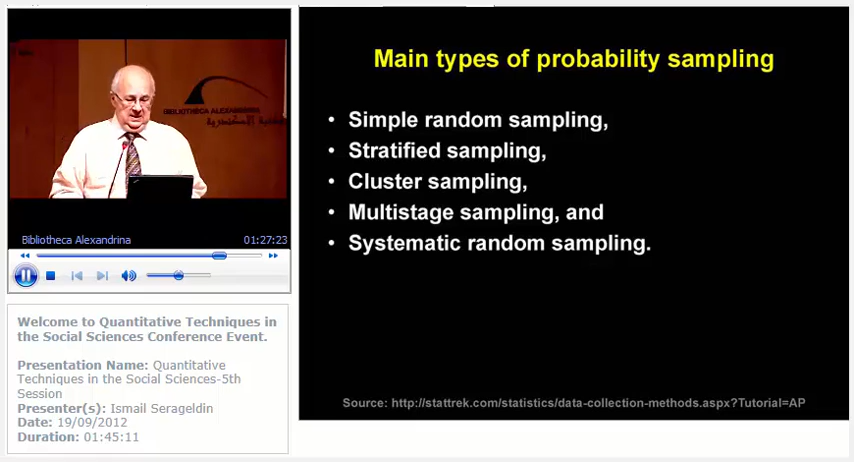 BIBLIOTHECA ALEXANDRINA
Bibliotheca Alexandrina 01:27:23
Welcome to Quantitative Techniques in
the Social Sciences Conference Event.
Presentation Name: Quantitative
Techniques in the Social Sciences-5th
Session
Presenter(s): Ismail Serageldin
Date: 19/09/2012
Duration: 01:45:11
Main types of probability sampling
• Simple random sampling,
• Stratified sampling,
• Cluster sampling,
• Multistage sampling, and
• Systematic random sampling.
Source: http://stattrek.com/statistics/data-collection-methods.aspx?Tutorial=AP